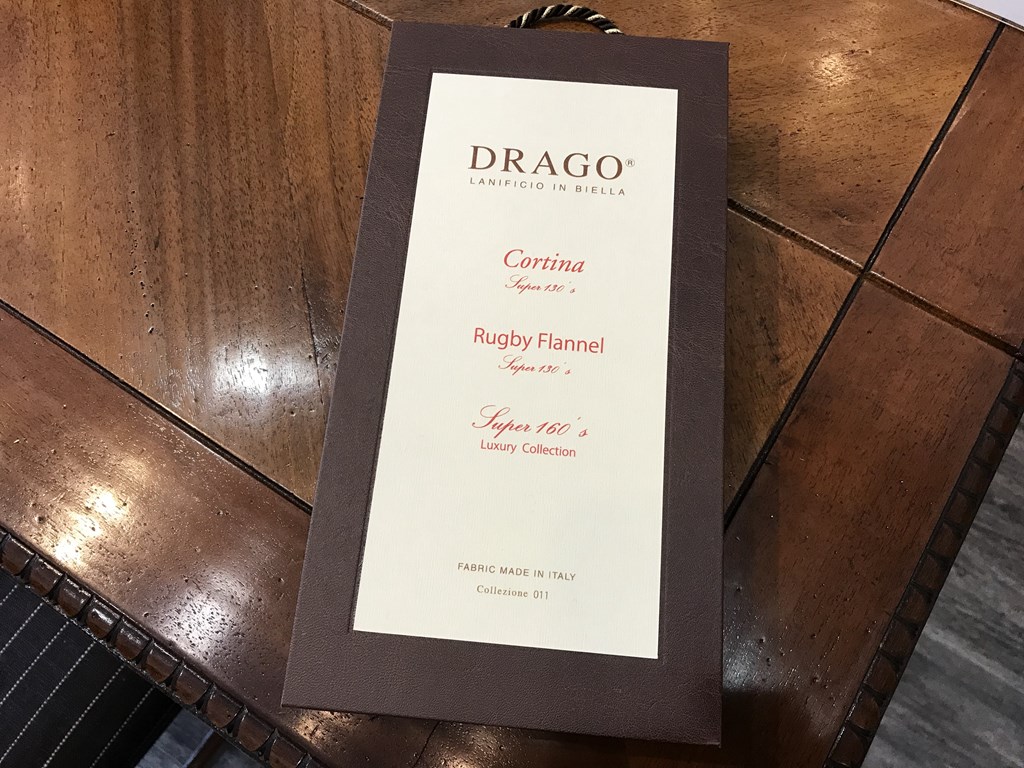 DRAGO®
LANIFICIO IN BIELLA
Cortina
Super 130's
Rugby Flannel
Super 130's
Super 160's
Luxury Collection
FABRIC MADE IN ITALY
Collezione 011